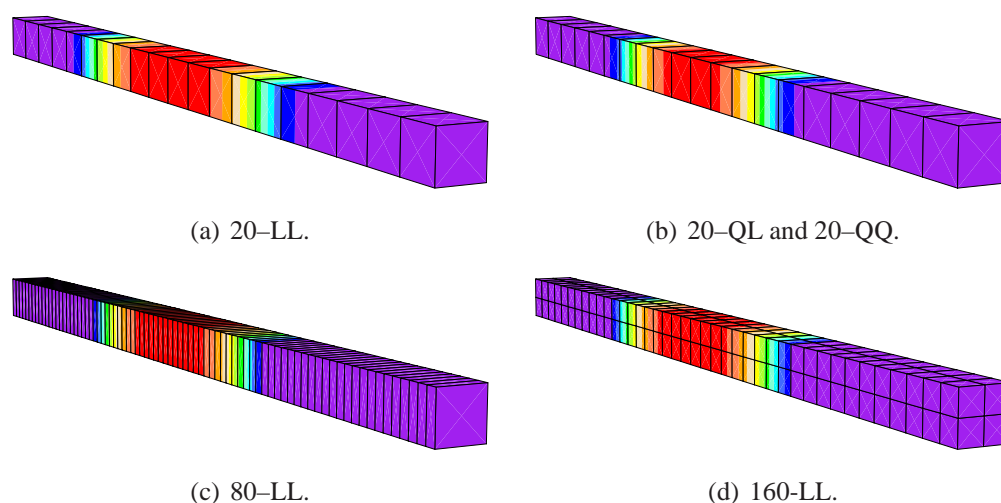 (a) 20–LL.
(b) 20–QL and 20–QQ.
(c) 80–LL.
(d) 160-LL.